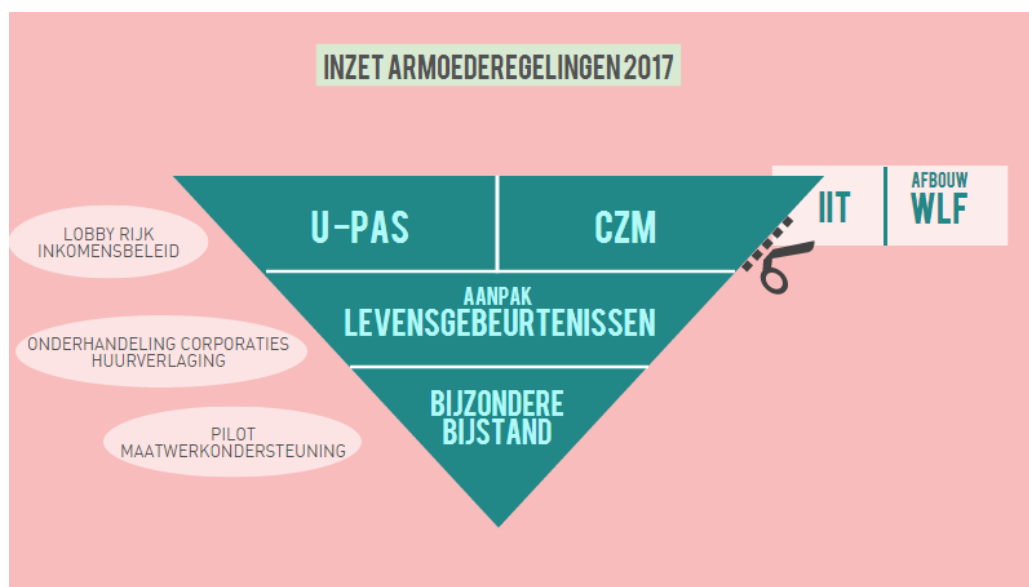 INZET ARMOEDEREGELINGEN 2017
U-PAS
CZM
IIT
AFBOUW
WLF
LOBBY RIJK
INKOMENSBELEID
AANPAK
LEVENSGEBEURTENISSEN
ONDERHANDELING CORPORATIES
HUURVERLAGING
BIJZONDERE
BIJSTAND
PILOT
MAATWERKONDERSTEUNING